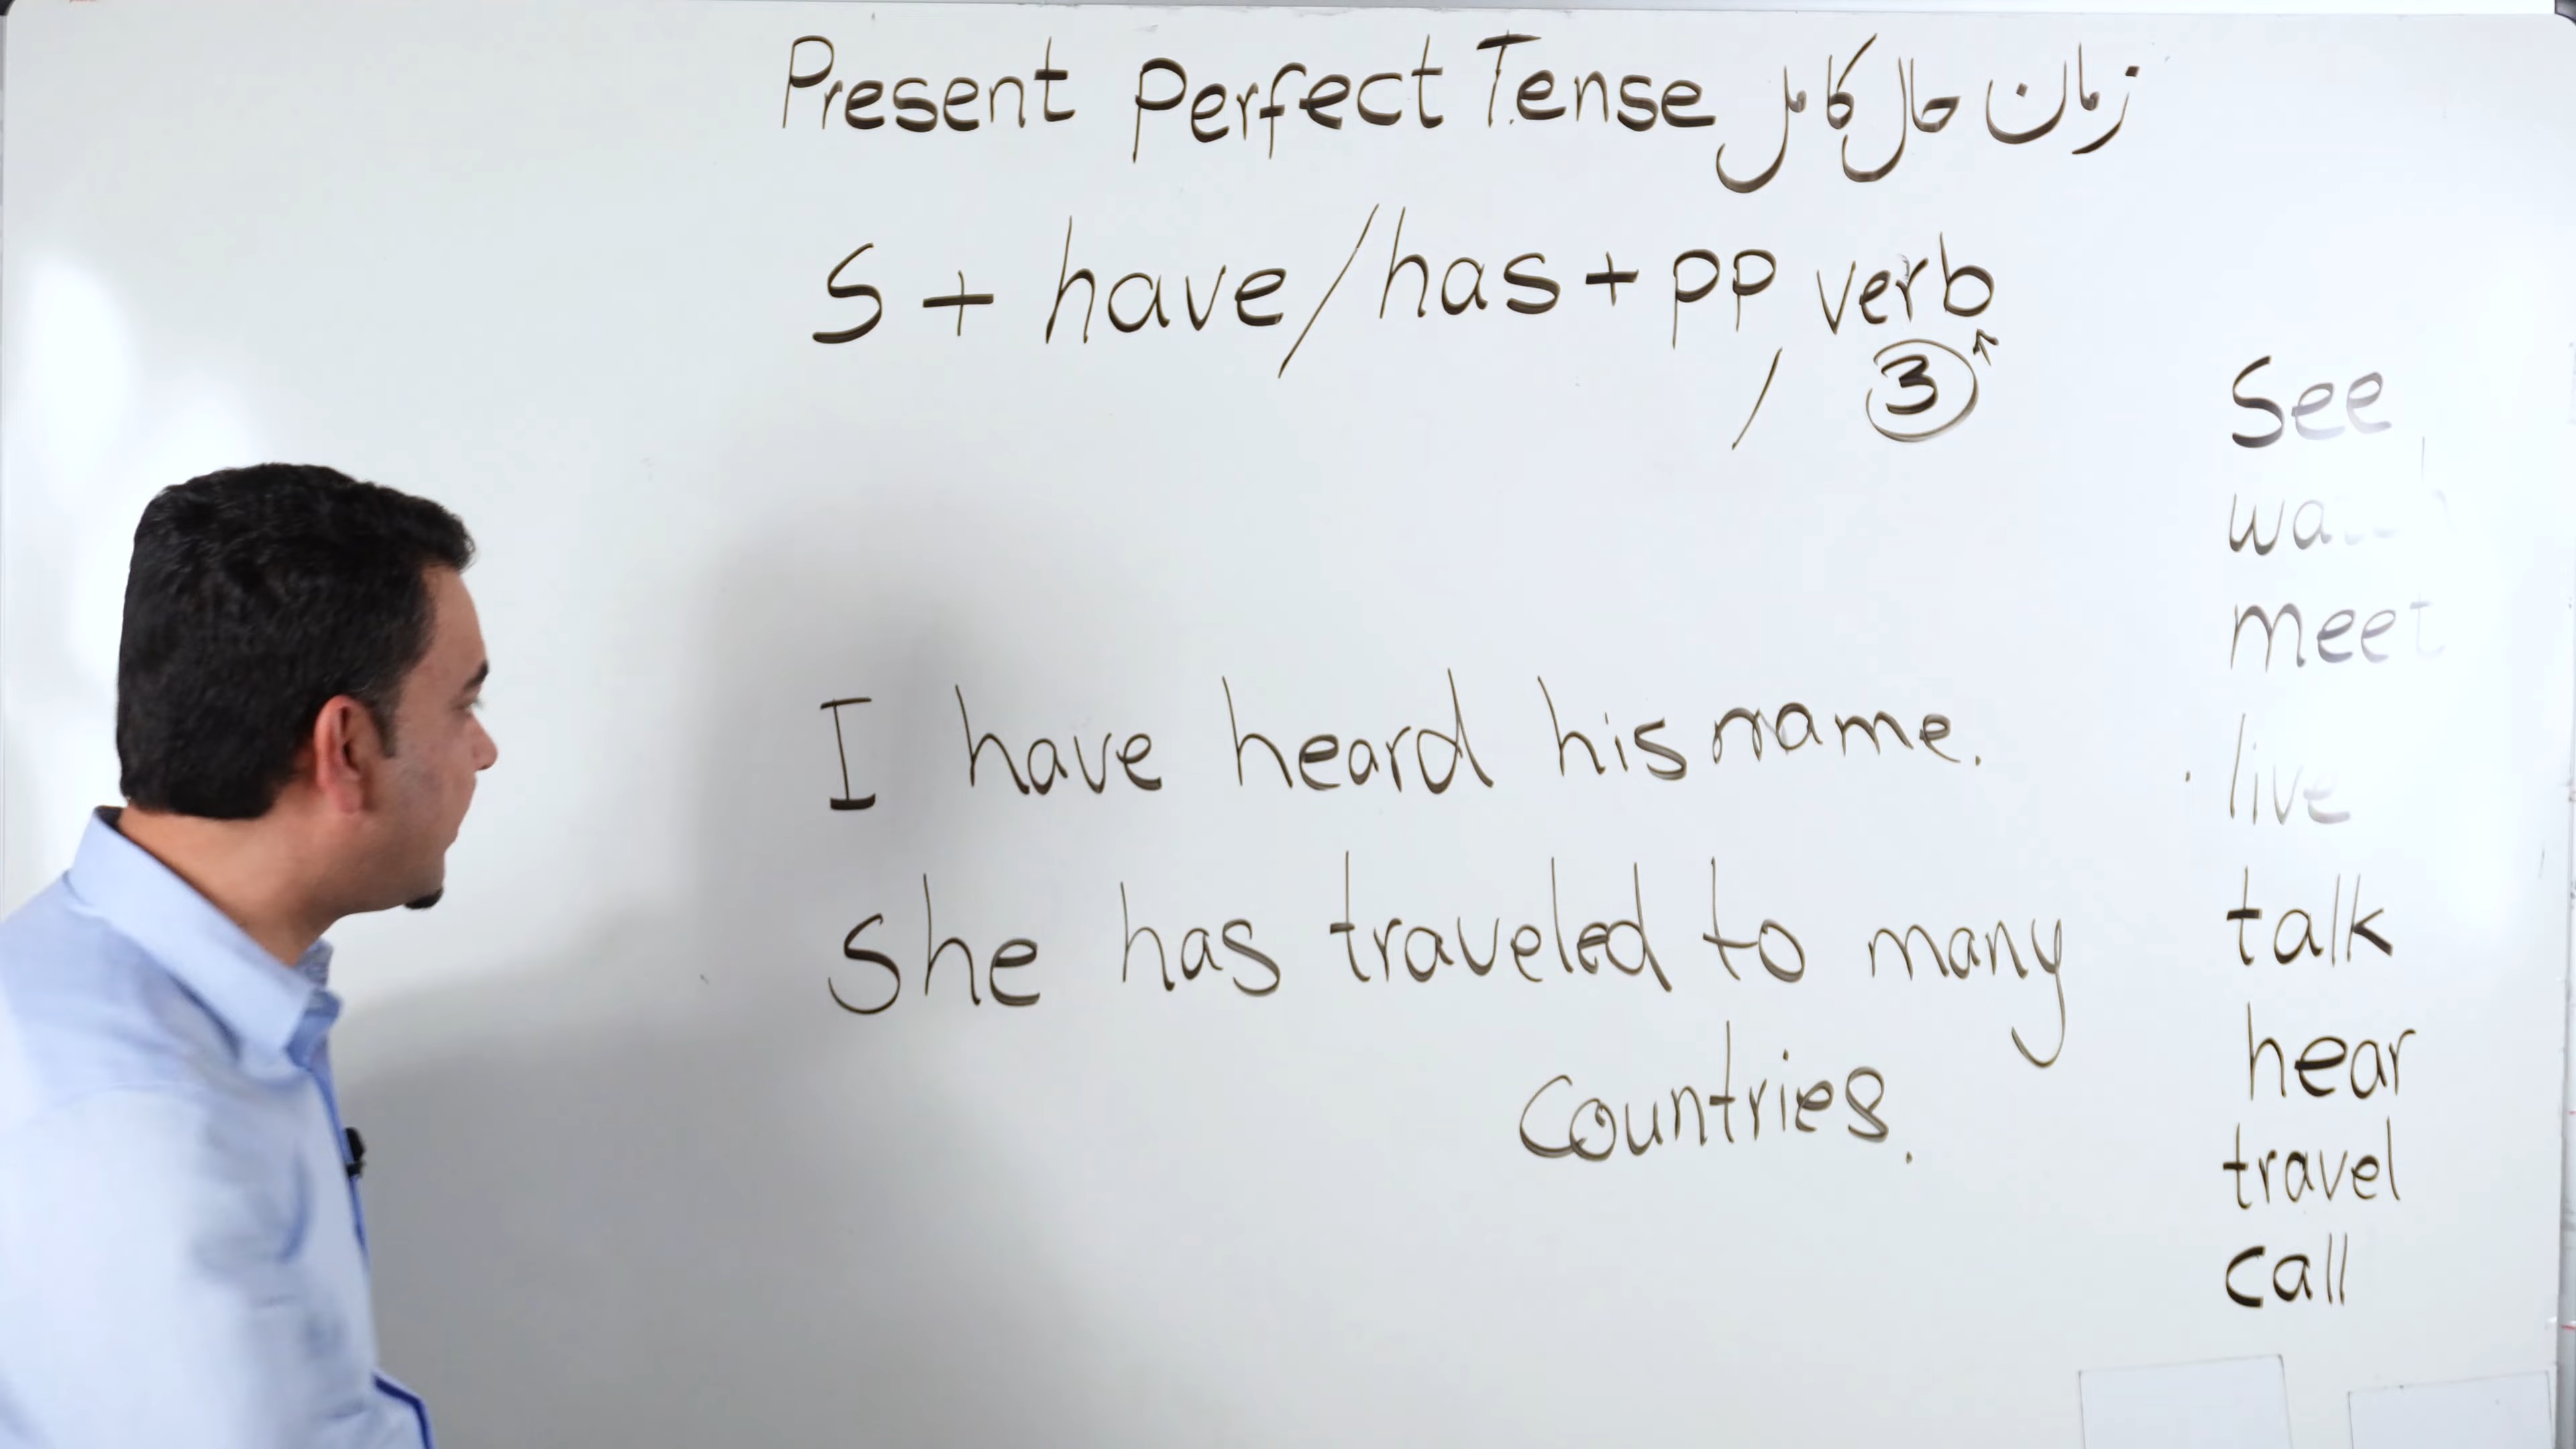 Present Perfect Tense زمان حال کامل
S + have/has + pp verb
/ ③
I have heard his name.
She has traveled to many
Countries.
See
meet
live
talk
hear
travel
call